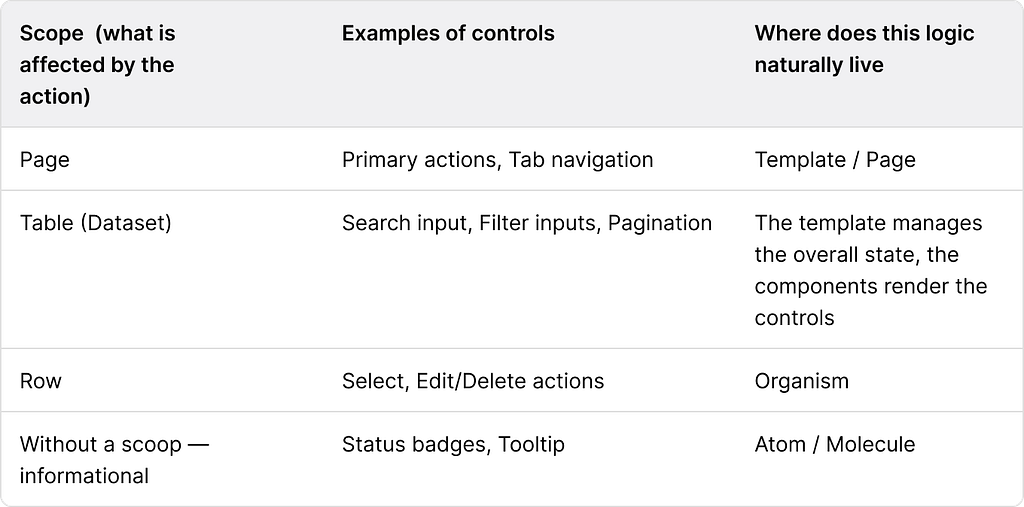 Scope  (what is
affected by the
action)
Examples of controls
Where does this logic
naturally live
Page
Primary actions, Tab navigation
Template / Page
Table (Dataset)
Search input, Filter inputs, Pagination
The template manages
the overall state, the
components render the
controls
Row
Select, Edit/Delete actions
Organism
Without a scoop —
informational
Status badges, Tooltip
Atom / Molecule